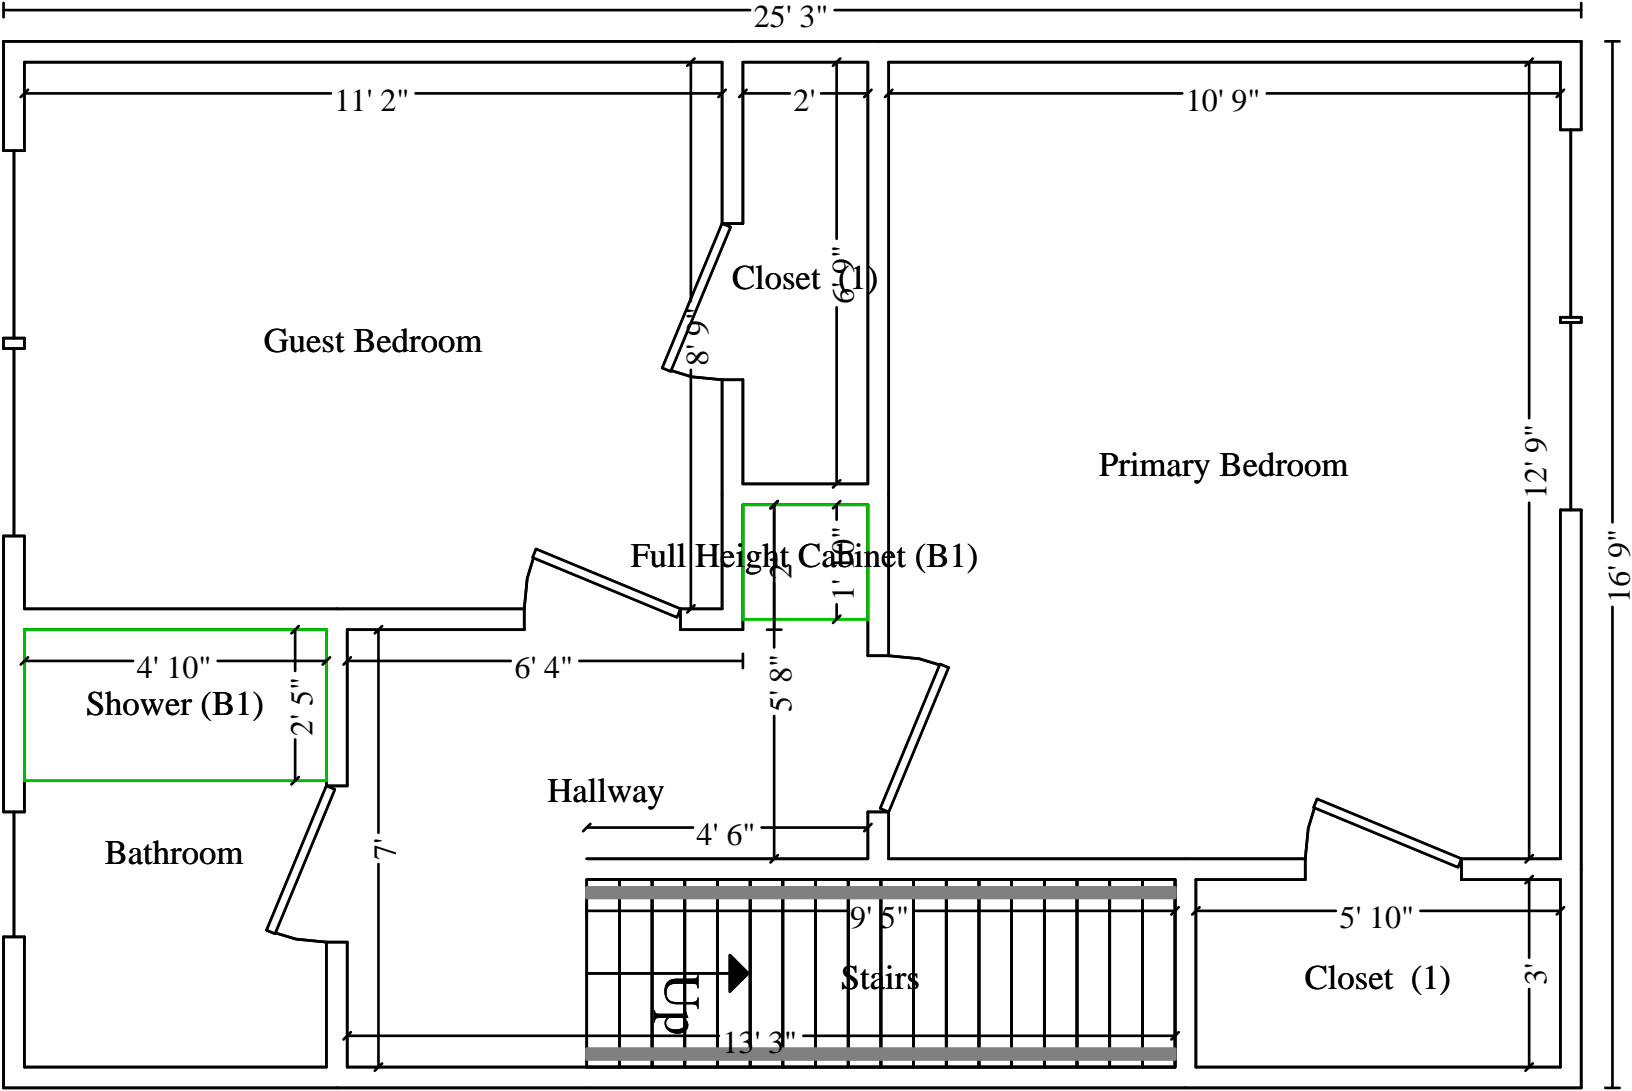 25' 3"
11' 2"
2'
10' 9"
Closet (1)
6' 9"
Guest Bedroom
8' 9"
Primary Bedroom
12' 9"
16' 9"
Full Height Cabinet (B1)
2'
1' 10"
4' 10"
6' 4"
Shower (B1)
2' 5"
5' 8"
Hallway
4' 6"
Bathroom
7'
9' 5"
5' 10"
Stairs
Closet (1)
3'
Up
13' 3"